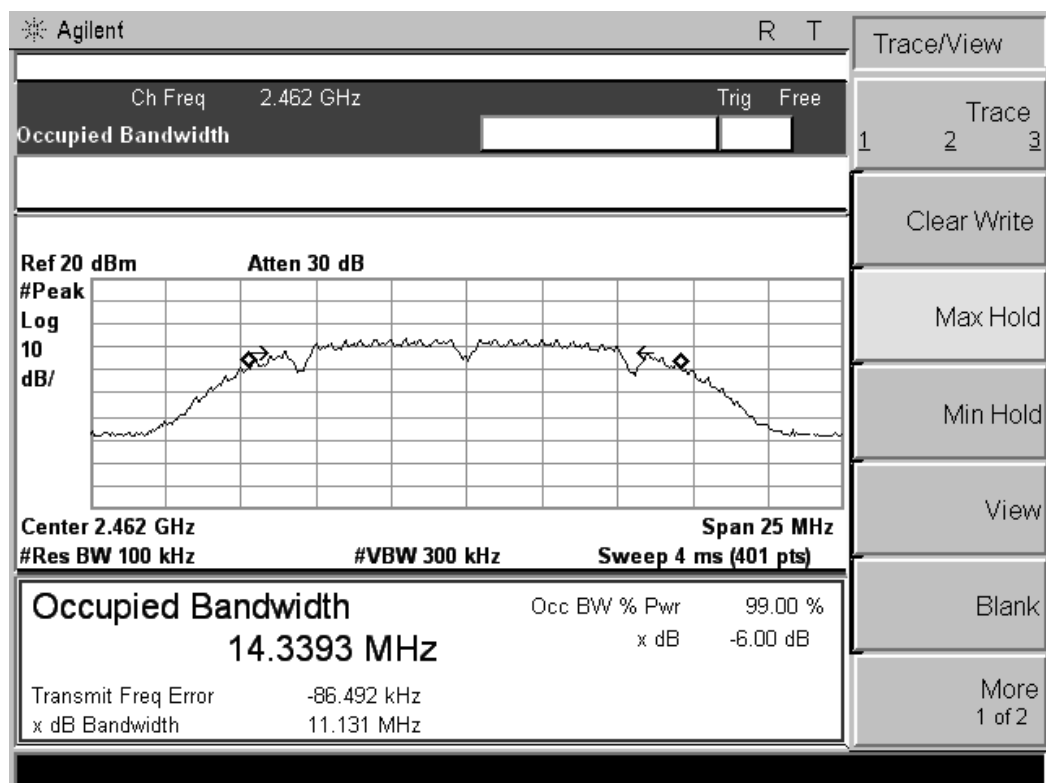 Agilent R T
Trace/View
Ch Freq 2.462 GHz Trig Free
Occupied Bandwidth
Trace
1 2 3
Clear Write
Max Hold
Min Hold
View
Blank
More
1 of 2
Ref 20 dBm Atten 30 dB
#Peak
Log
10
dB/
Center 2.462 GHz Span 25 MHz
#Res BW 100 kHz #VBW 300 kHz Sweep 4 ms (401 pts)
Occupied Bandwidth Occ BW % Pwr 99.00 %
14.3393 MHz x dB -6.00 dB
Transmit Freq Error -86.492 kHz
x dB Bandwidth 11.131 MHz